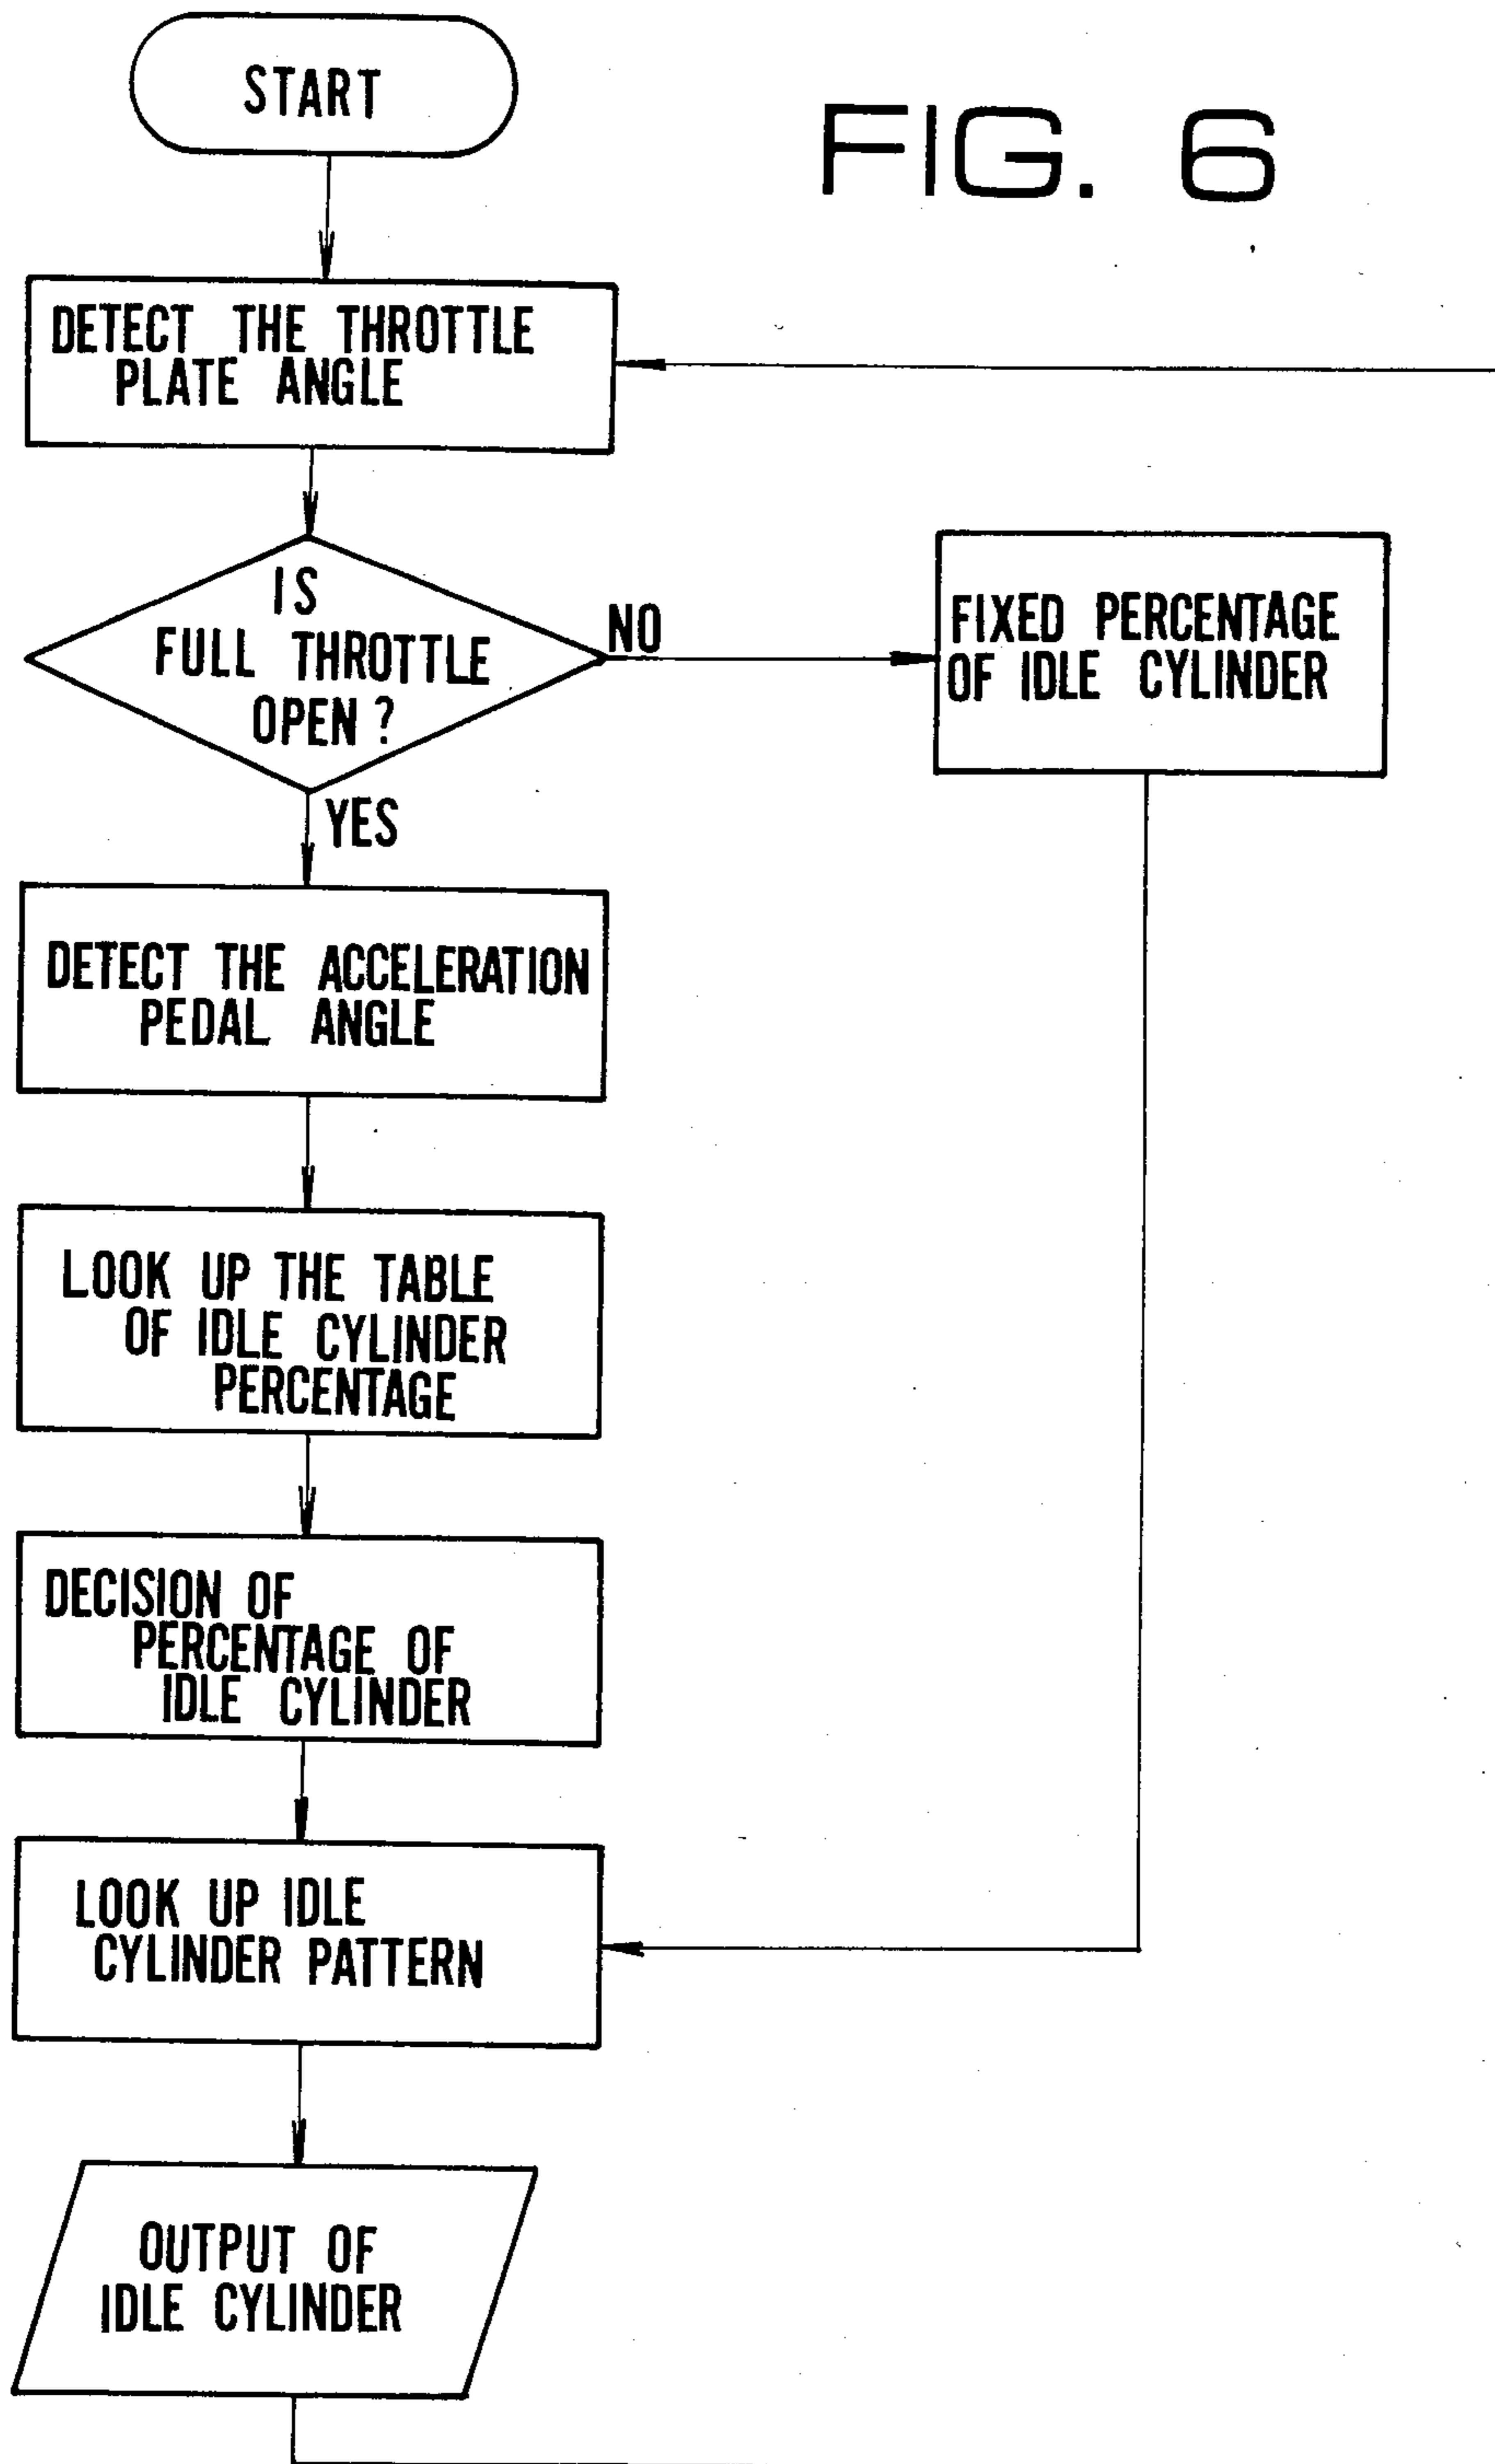 START
FIG. 6
DETECT THE THROTTLE
PLATE ANGLE
IS
FULL THROTTLE
OPEN?
NO
FIXED PERCENTAGE
OF IDLE CYLINDER
YES
DETECT THE ACCELERATION
PEDAL ANGLE
LOOK UP THE TABLE
OF IDLE CYLINDER
PERCENTAGE
DECISION OF
PERCENTAGE OF
IDLE CYLINDER
LOOK UP IDLE
CYLINDER PATTERN
OUTPUT OF
IDLE CYLINDER